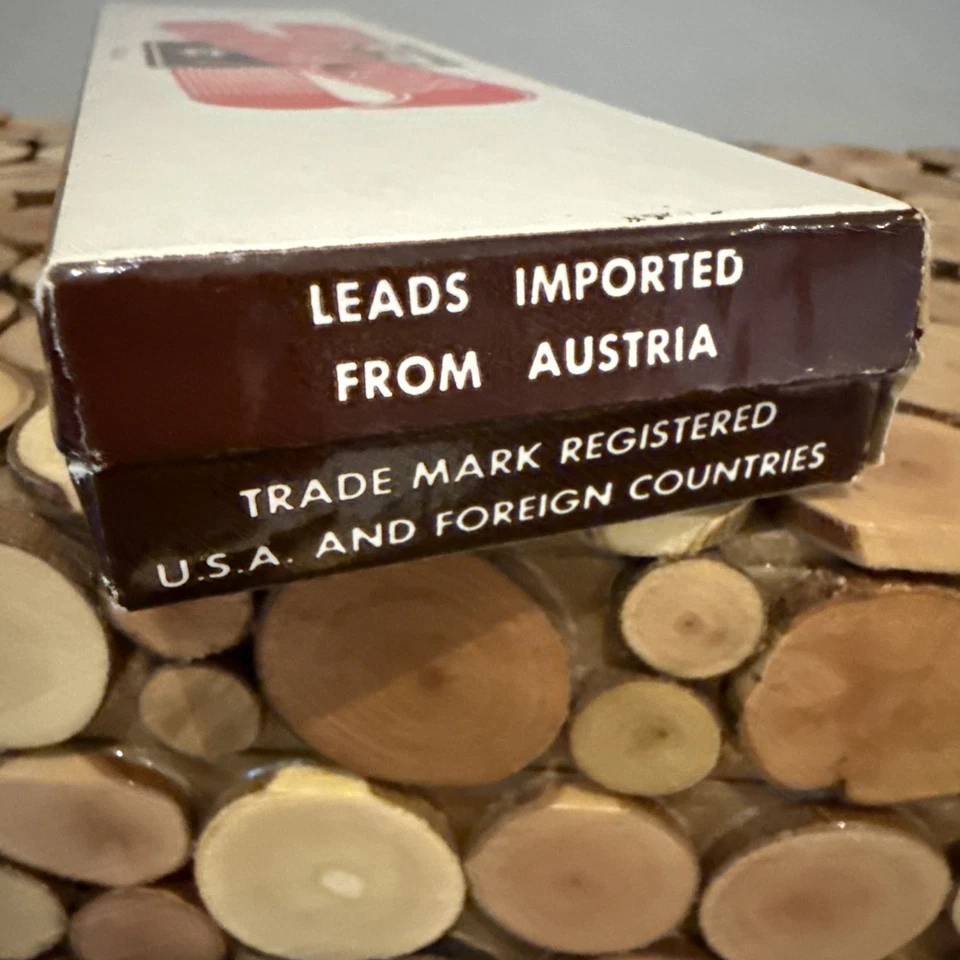 LEADS IMPORTED
FROM AUSTRIA
TRADE MARK REGISTERED
U.S.A. AND FOREIGN COUNTRIES